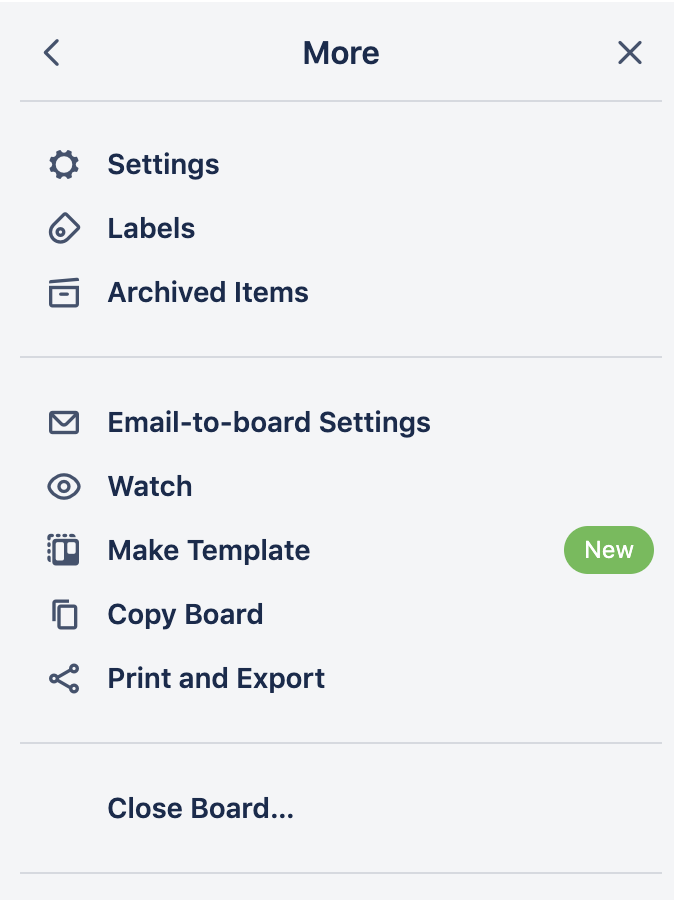 More
Settings
Labels
Archived Items
Email-to-board Settings
Watch
Make Template New
Copy Board
Print and Export
Close Board...